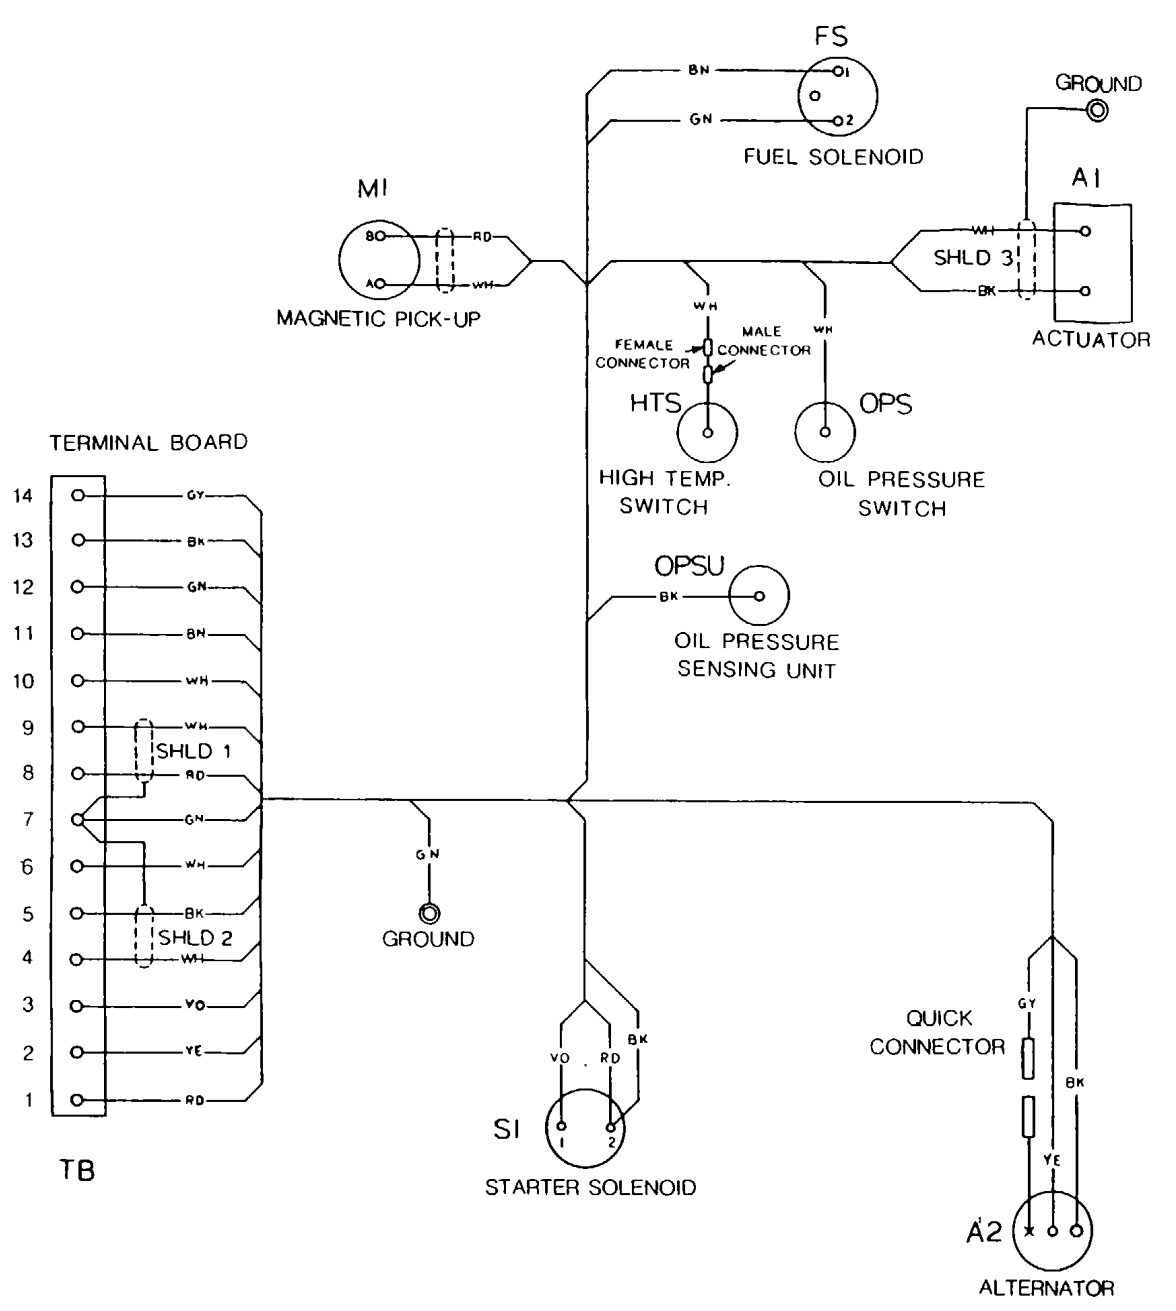 FS
BN
1
GROUND
GN
2
FUEL SOLENOID
M1
A1
B
RD
WH
SHLD 3
A
WH
BK
MAGNETIC PICK-UP
WH
WH
ACTUATOR
FEMALE
CONNECTOR
MALE
CONNECTOR
HTS
OPS
TERMINAL BOARD
HIGH TEMP.
SWITCH
OIL PRESSURE
SWITCH
14
GY
13
BK
OPSU
12
GN
BK
11
BN
OIL PRESSURE
SENSING UNIT
10
WH
9
WH
SHLD 1
8
RD
7
GN
6
WH
GN
5
BK
SHLD 2
GROUND
4
WH
3
VO
GY
QUICK
CONNECTOR
2
YE
VO
RD
BK
BK
1
RD
S1
1
2
TB
YE
STARTER SOLENOID
A2
ALTERNATOR